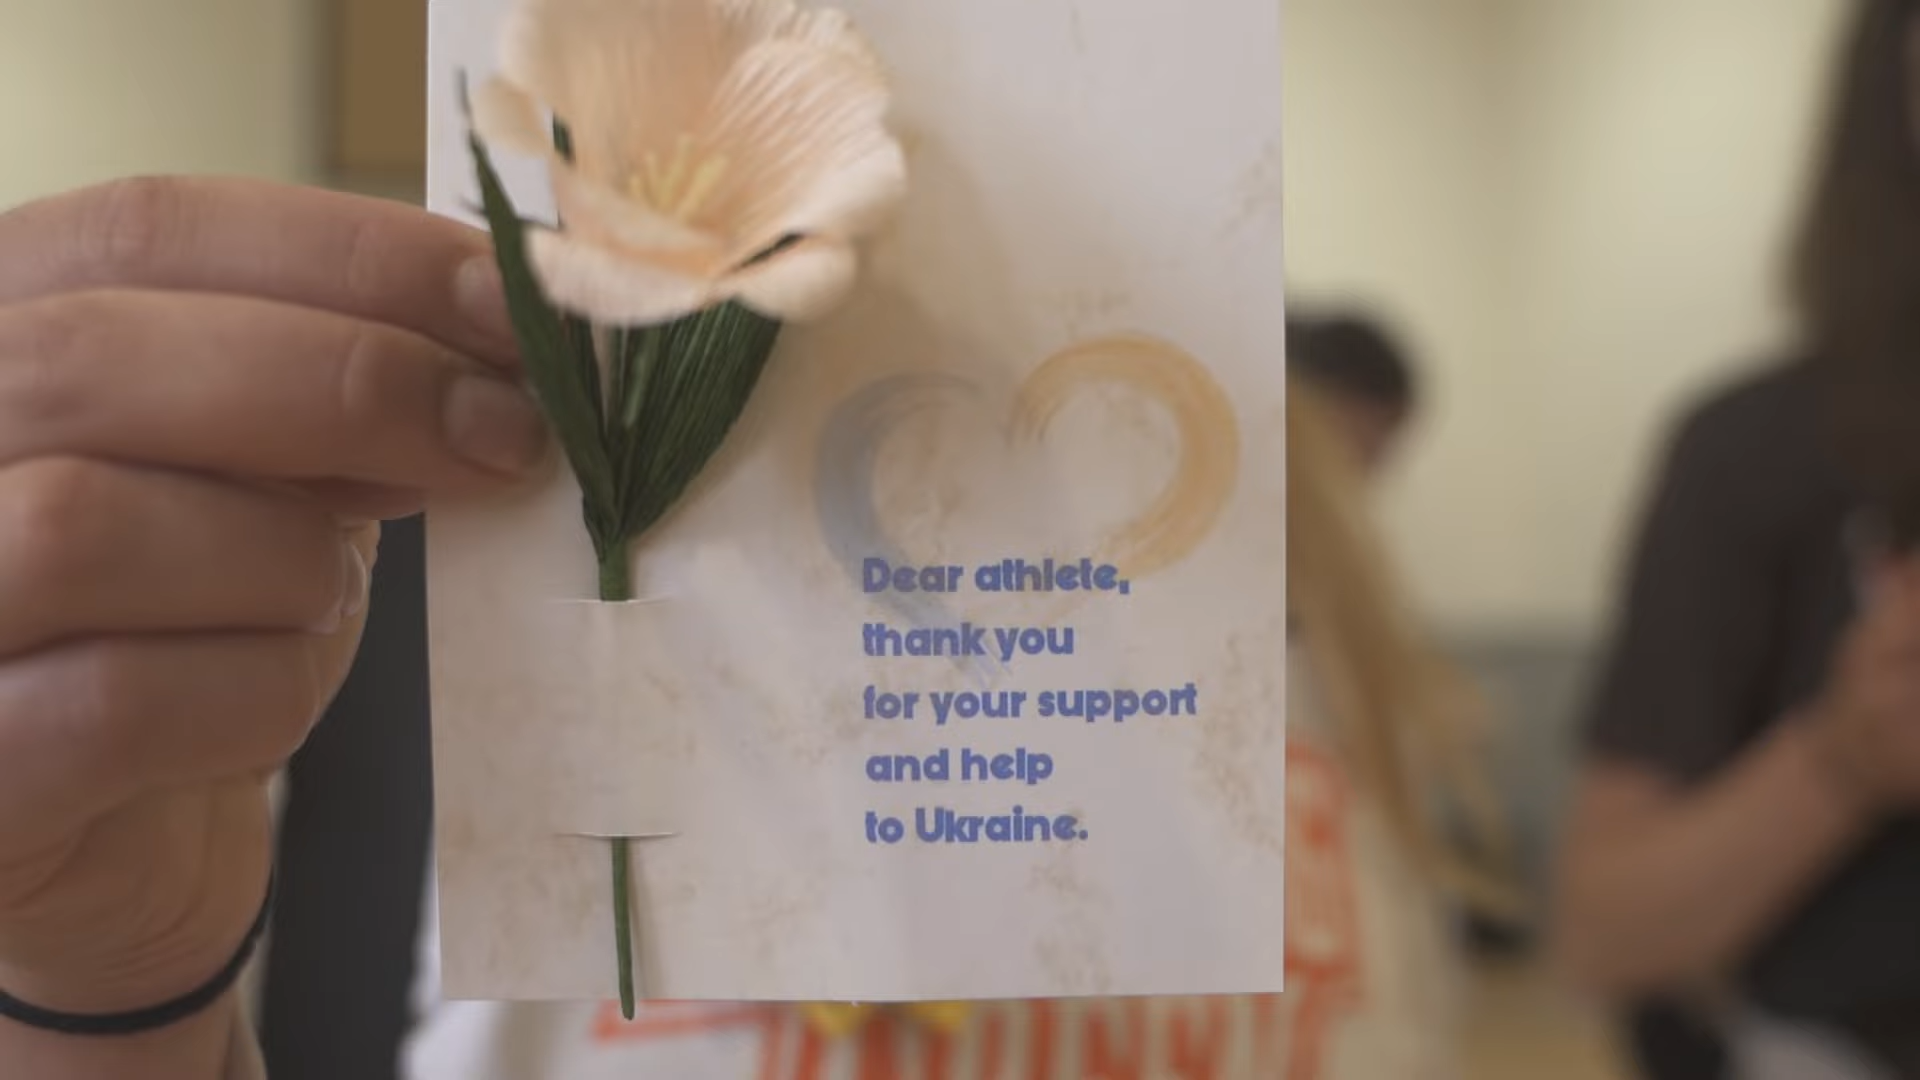 Dear athlete,
thank you
for your support
and help
to Ukraine.